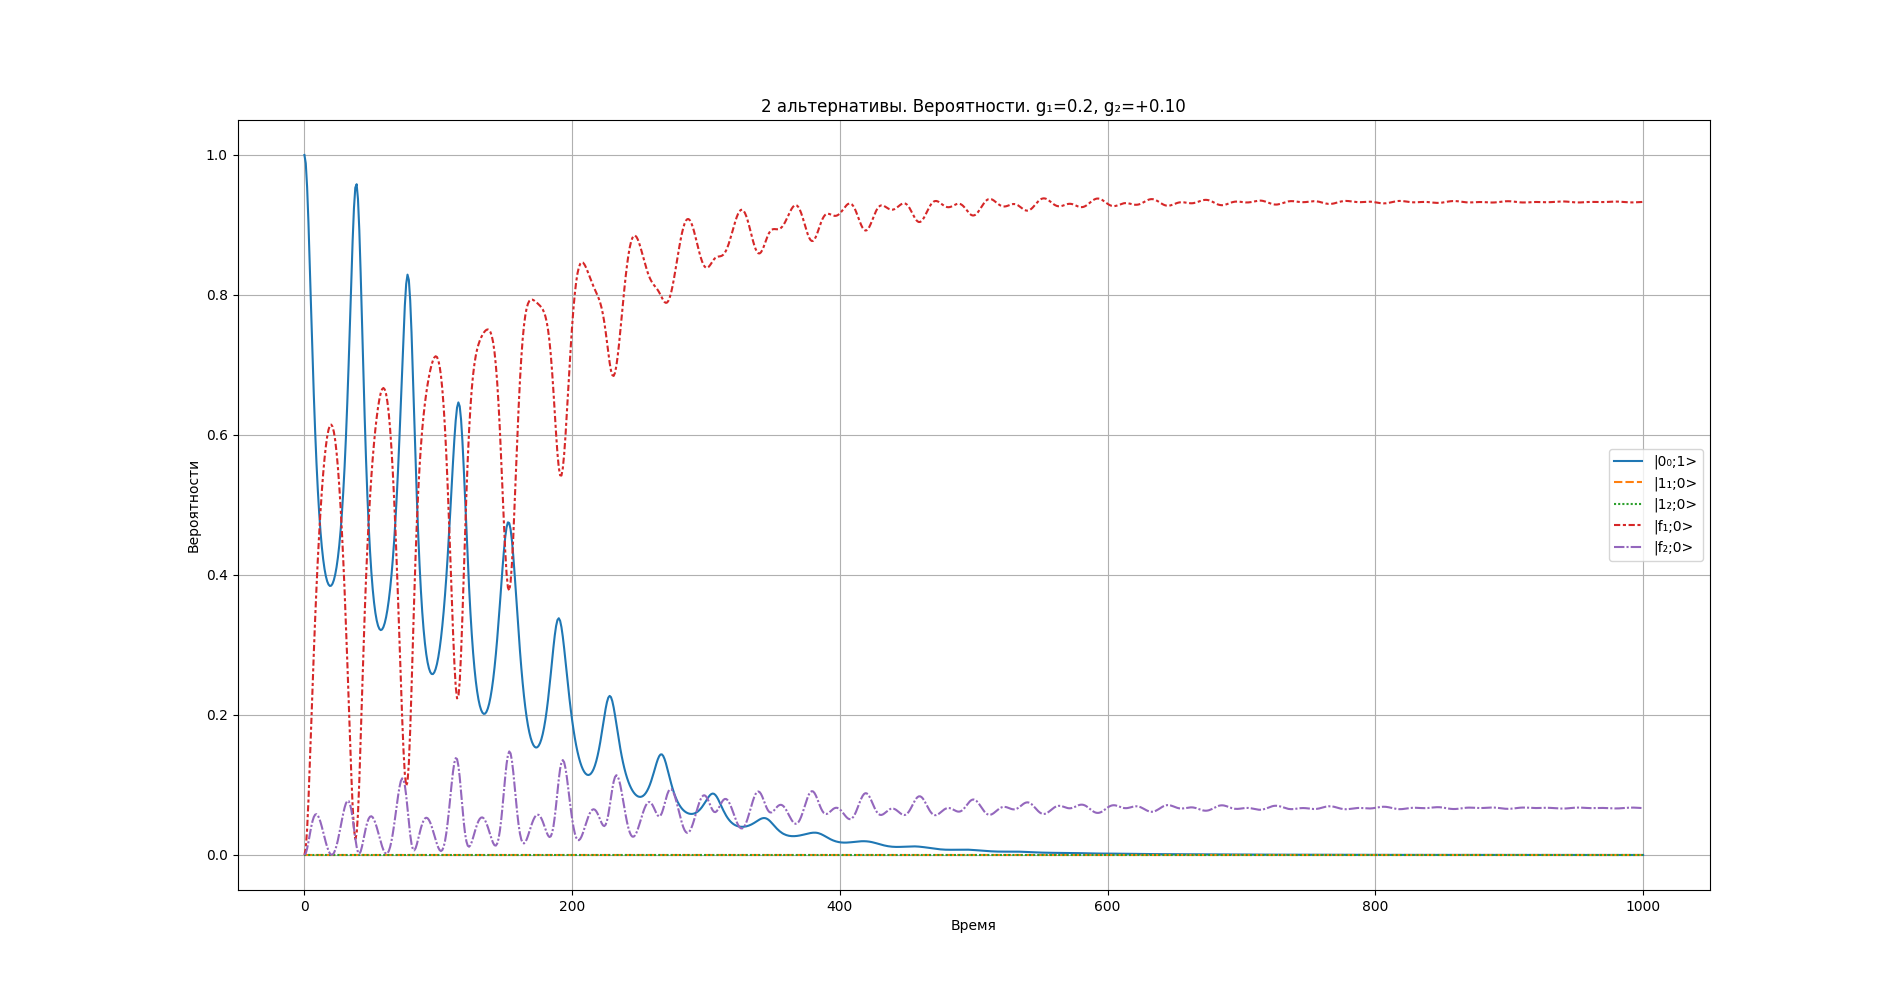 2 альтернативы. Вероятности. g₁=0.2, g₂=+0.10
Вероятности
1.0
0.8
0.6
0.4
0.2
0.0
|0₀;1>
|1₁;0>
|1₂;0>
|f₁;0>
|f₂;0>
0 200 400 600 800 1000
Время